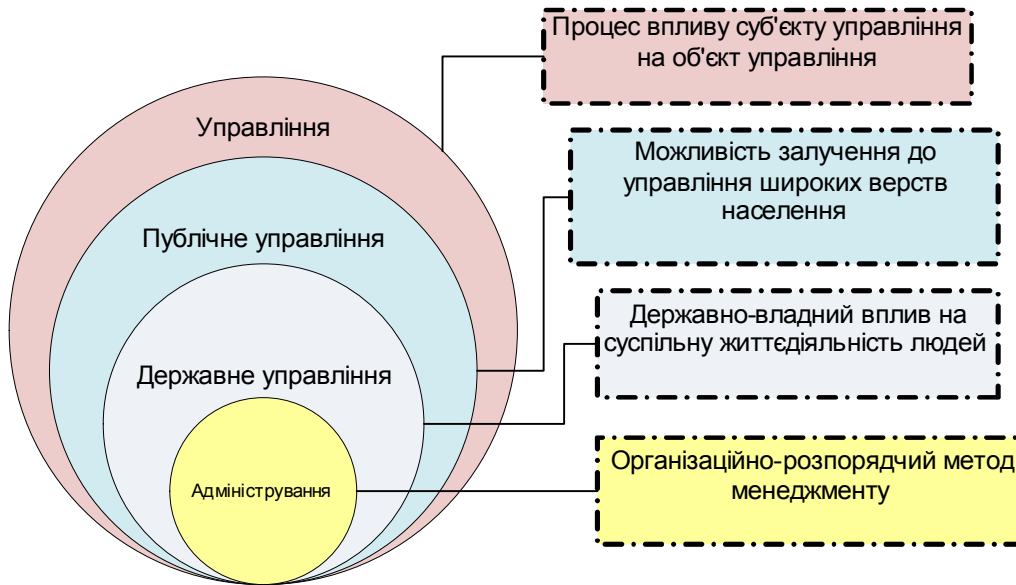 Процес впливу суб'єкту управління
на об'єкт управління
Управління
Можливість залучення до
управління широких верств
населення
Публічне управління
Державно-владний вплив на
суспільну життєдіяльність людей
Державне управління
Організаційно-розпорядчий метод
менеджменту
Адміністрування